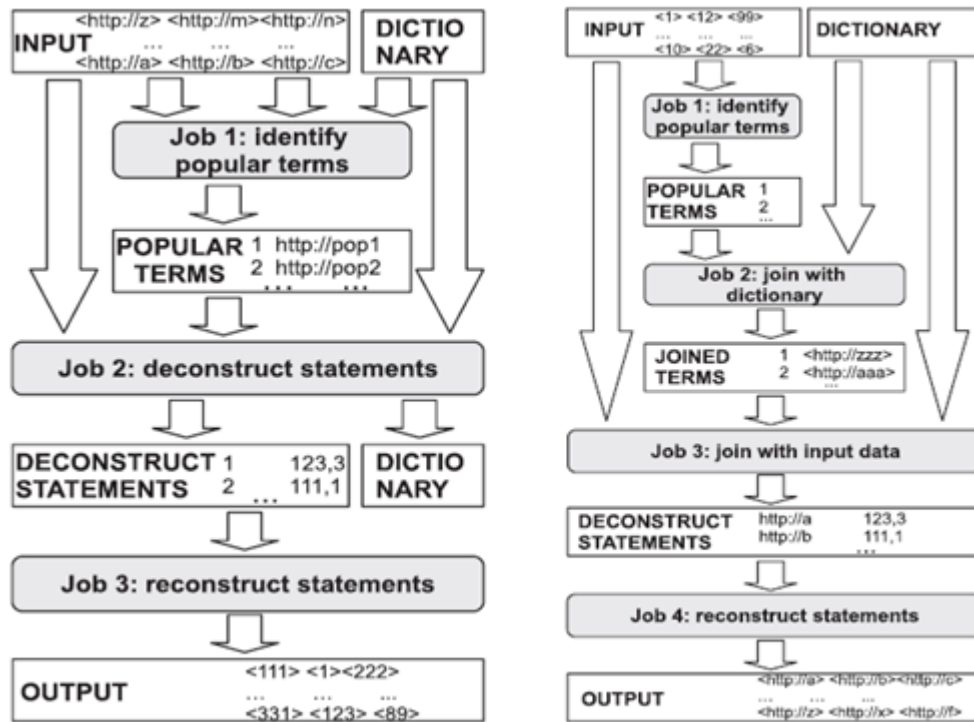 <http://z> <http://m> <http://n>
INPUT ... ... ...
<http://a> <http://b> <http://c>
DICTIO
NARY
Job 1: identify
popular terms
POPULAR 1 http://pop1
TERMS 2 http://pop2
... ...
Job 2: deconstruct statements
DECONSTRUCT 1 123,3
STATEMENTS 2 ... 111,1
DICTIO
NARY
Job 3: reconstruct statements
<111> <1><222>
OUTPUT ... ... ...
<331> <123> <89>
<1> <12> <99>
INPUT ... ... ...
<10> <22> <6>
DICTIONARY
Job 1: identify
popular terms
POPULAR 1
TERMS 2
...
Job 2: join with
dictionary
JOINED 1 <http://zzz>
TERMS 2 <http://aaa>
...
Job 3: join with input data
DECONSTRUCT http://a 123,3
STATEMENTS http://b 111,1
...
Job 4: reconstruct statements
<http://a> <http://b><http://c>
OUTPUT ... ... ...
<http://z> <http://x> <http://f>